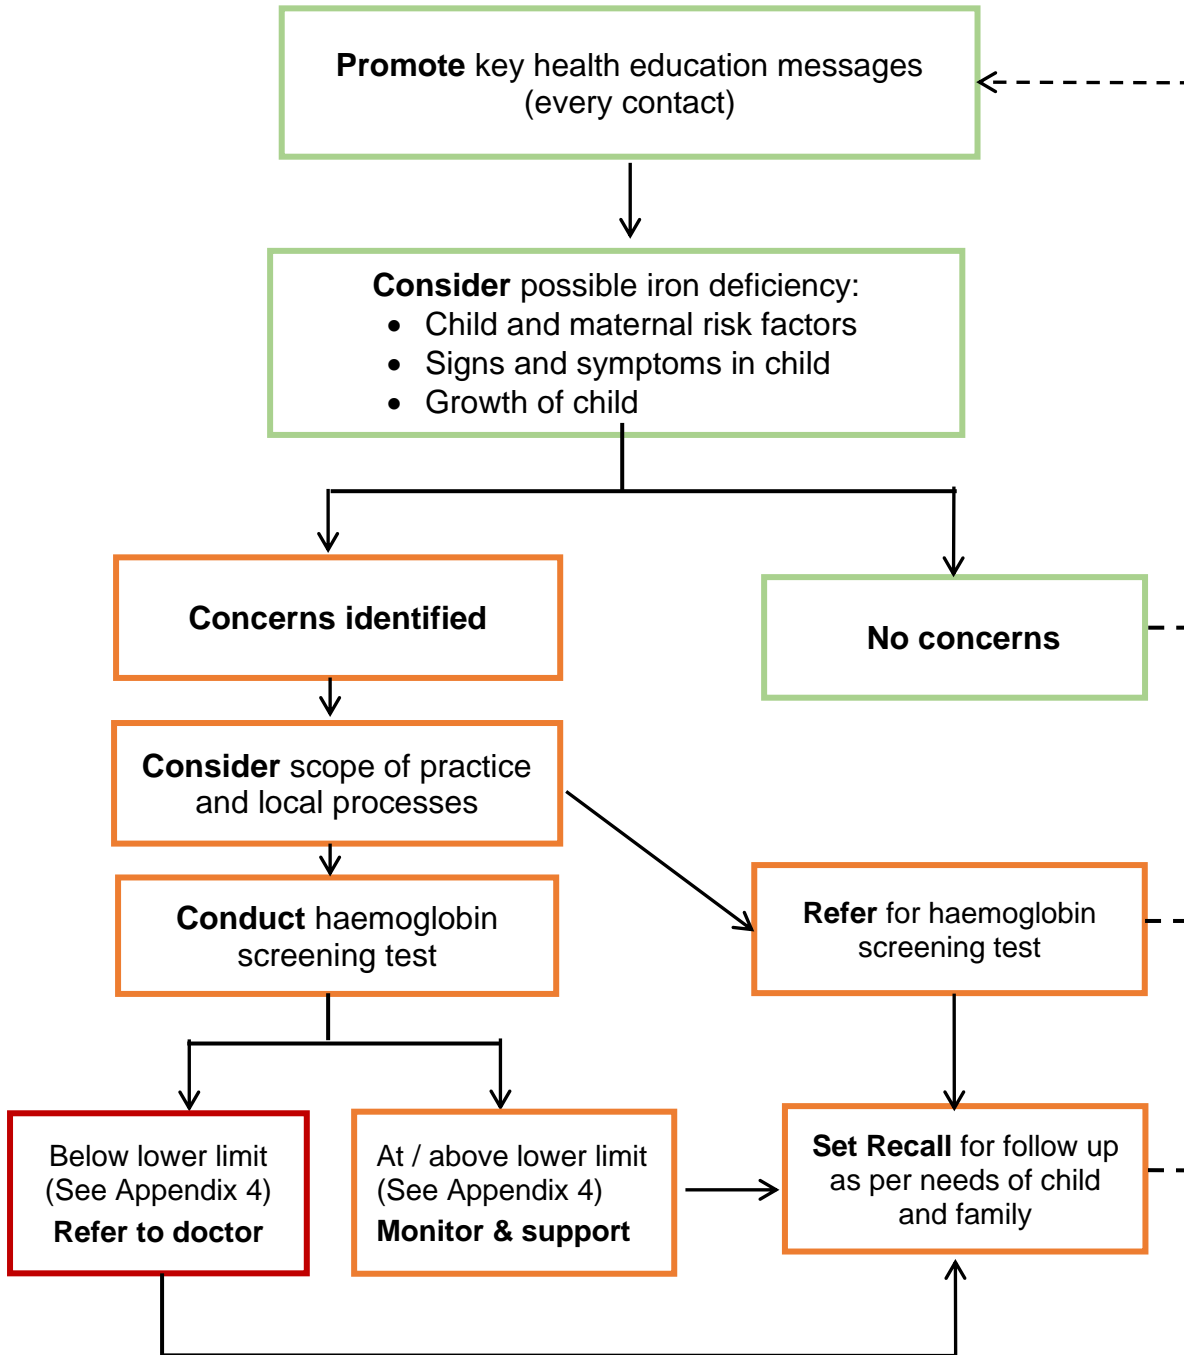 Promote key health education messages
(every contact)
Consider possible iron deficiency:
• Child and maternal risk factors
• Signs and symptoms in child
• Growth of child
Concerns identified
No concerns
Consider scope of practice
and local processes
Conduct haemoglobin
screening test
Refer for haemoglobin
screening test
Below lower limit
(See Appendix 4)
Refer to doctor
At / above lower limit
(See Appendix 4)
Monitor & support
Set Recall for follow up
as per needs of child
and family